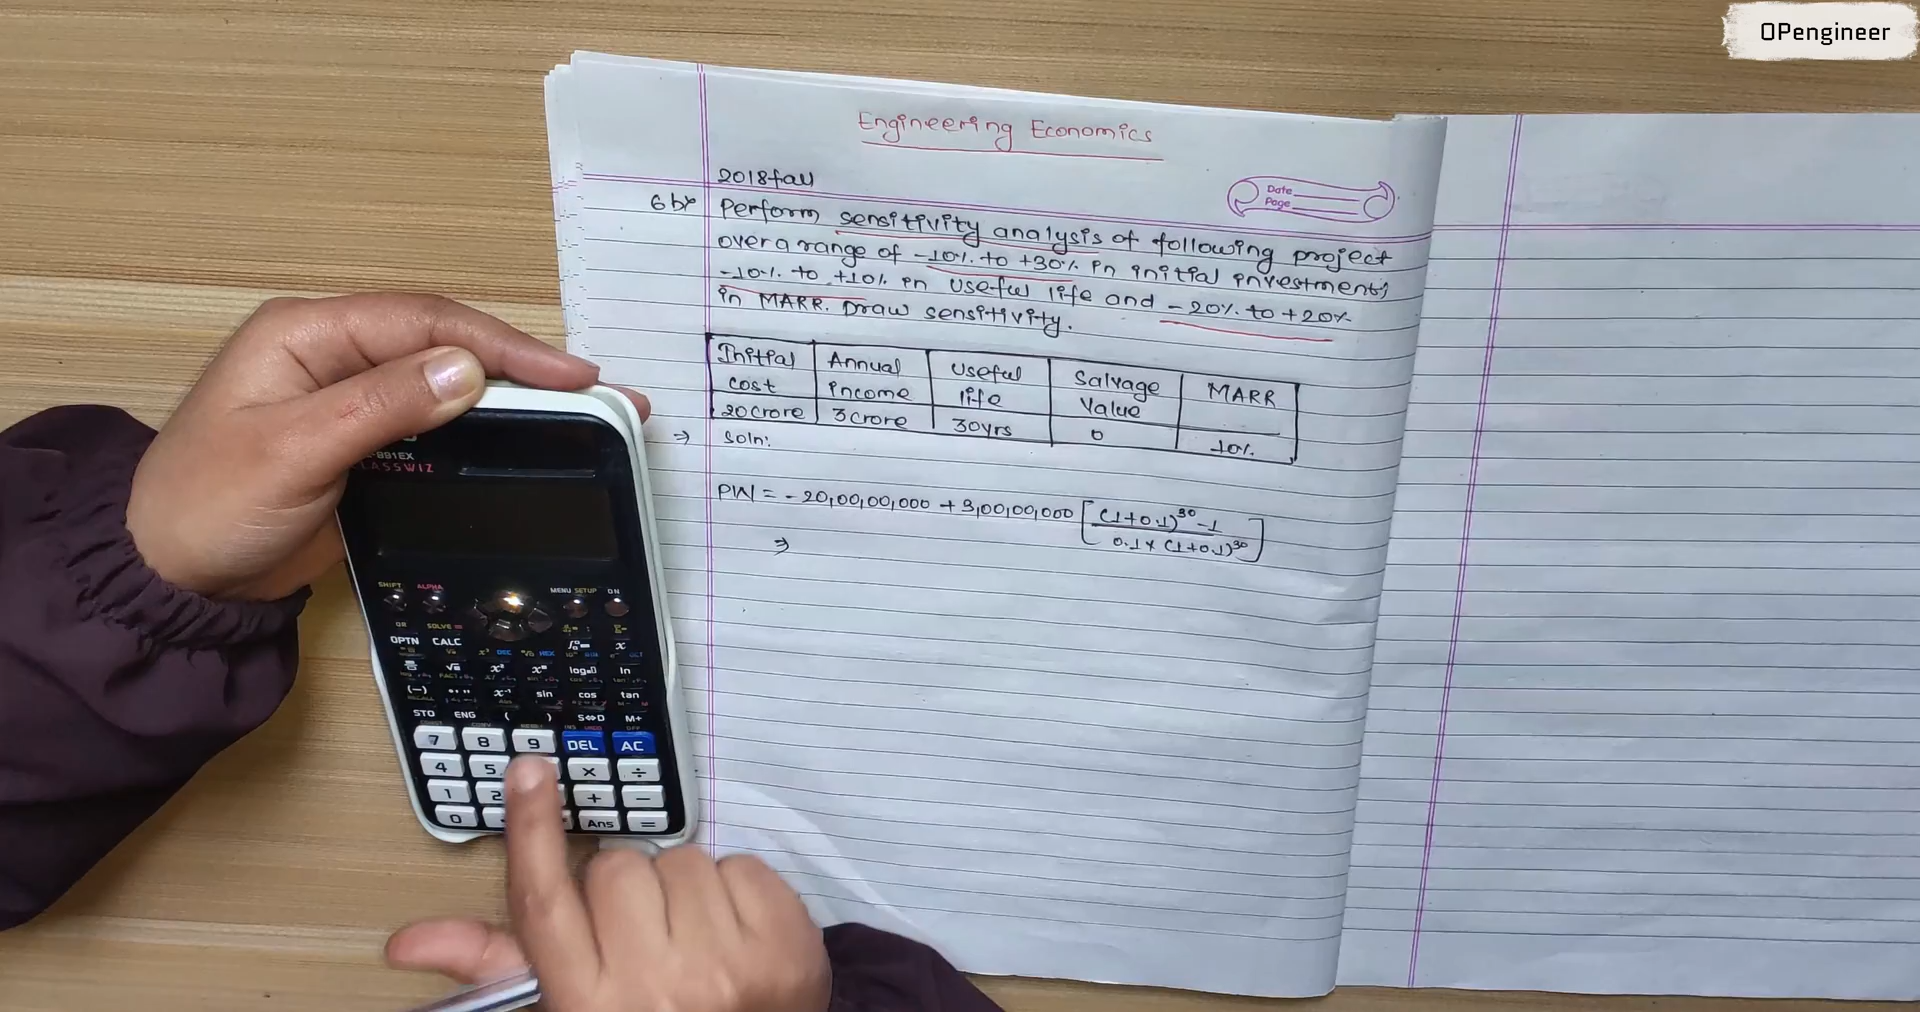 OPengineer
Engineering Economics
Date
Page
2018fall
6b) Perform sensitivity analysis of following project
over a range of -10% to +30% in initial investment,
-10% to +10% in useful life and -20% to +20%
in MARR. Draw sensitivity.
Initial cost | Annual income | Useful life | Salvage Value | MARR
20crore | 3crore | 30yrs | 0 | 10%
⇒ Soln:
PW = - 20,00,00,000 + 3,00,00,000 [ (1+0.1)^30 - 1 / 0.1 × (1+0.1)^30 ]
⇒
991EX
CLASSWIZ
SHIFT ALPHA MENU SETUP ON
SOLVE =
OPTN CALC x
√ x² log ln
(-) x⁻¹ sin cos tan
STO ENG ( ) S⇔D M+
7 8 9 DEL AC
4 5 × ÷
1 2 + −
0 Ans =